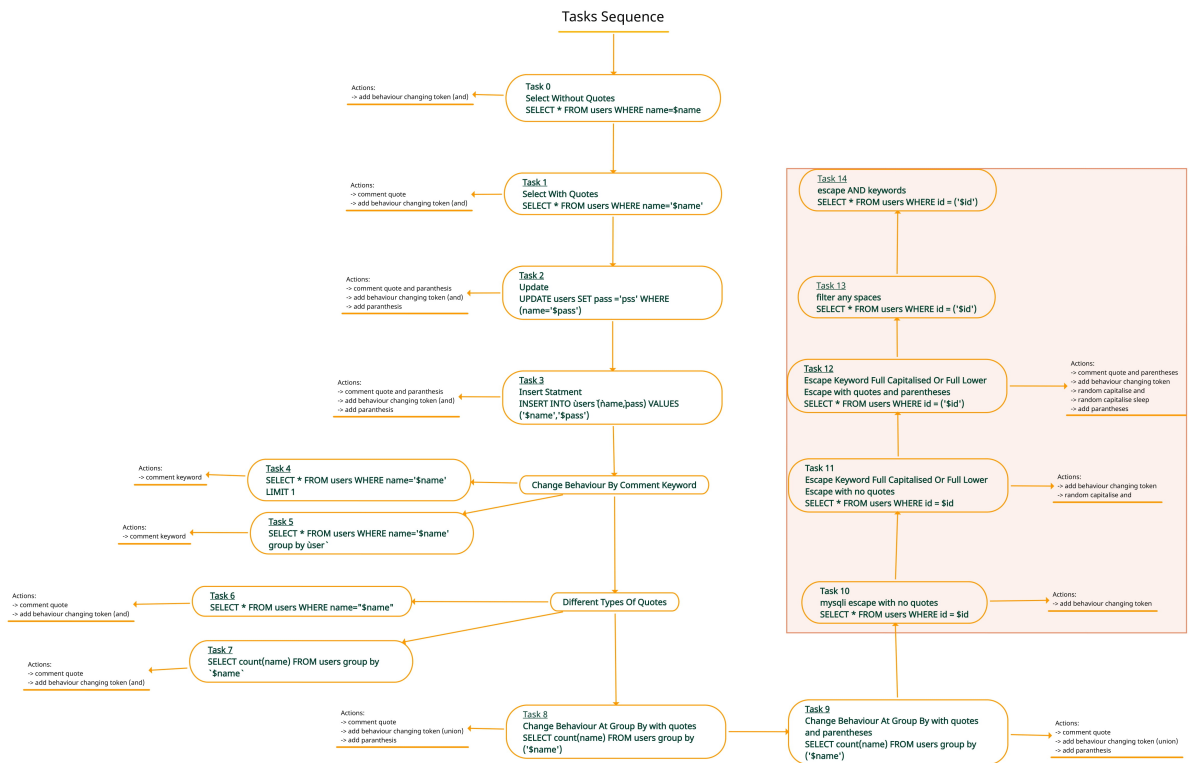 Tasks Sequence
Task 0
Select Without Quotes
SELECT * FROM users WHERE name=$name
Actions:
-> add behaviour changing token (and)
Task 1
Select With Quotes
SELECT * FROM users WHERE name='$name'
Actions:
-> comment quote
-> add behaviour changing token (and)
Task 2
Update
UPDATE users SET pass ='pss' WHERE
(name='$pass')
Actions:
-> comment quote and paranthesis
-> add behaviour changing token (and)
-> add paranthesis
Task 3
Insert Statment
INSERT INTO `users`(`name,`pass) VALUES
('$name','$pass')
Actions:
-> comment quote and paranthesis
-> add behaviour changing token (and)
-> add paranthesis
Change Behaviour By Comment Keyword
Task 4
SELECT * FROM users WHERE name='$name'
LIMIT 1
Actions:
-> comment keyword
Task 5
SELECT * FROM users WHERE name='$name'
group by `user`
Actions:
-> comment keyword
Different Types Of Quotes
Task 6
SELECT * FROM users WHERE name="$name"
Actions:
-> comment quote
-> add behaviour changing token (and)
Task 7
SELECT count(name) FROM users group by
`$name`
Actions:
-> comment quote
-> add behaviour changing token (and)
Task 8
Change Behaviour At Group By with quotes
SELECT count(name) FROM users group by
('$name')
Actions:
-> comment quote
-> add behaviour changing token (union)
-> add paranthesis
Task 9
Change Behaviour At Group By with quotes
and parentheses
SELECT count(name) FROM users group by
('$name')
Actions:
-> comment quote
-> add behaviour changing token (union)
-> add paranthesis
Task 10
mysqli escape with no quotes
SELECT * FROM users WHERE id = $id
Actions:
-> add behaviour changing token
Task 11
Escape Keyword Full Capitalised Or Full Lower
Escape with no quotes
SELECT * FROM users WHERE id = $id
Actions:
-> add behaviour changing token
-> random capitalise and
Task 12
Escape Keyword Full Capitalised Or Full Lower
Escape with quotes and parentheses
SELECT * FROM users WHERE id = ('$id')
Actions:
-> comment quote and parentheses
-> add behaviour changing token
-> random capitalise and
-> random capitalise sleep
-> add parantheses
Task 13
filter any spaces
SELECT * FROM users WHERE id = ('$id')
Task 14
escape AND keywords
SELECT * FROM users WHERE id = ('$id')